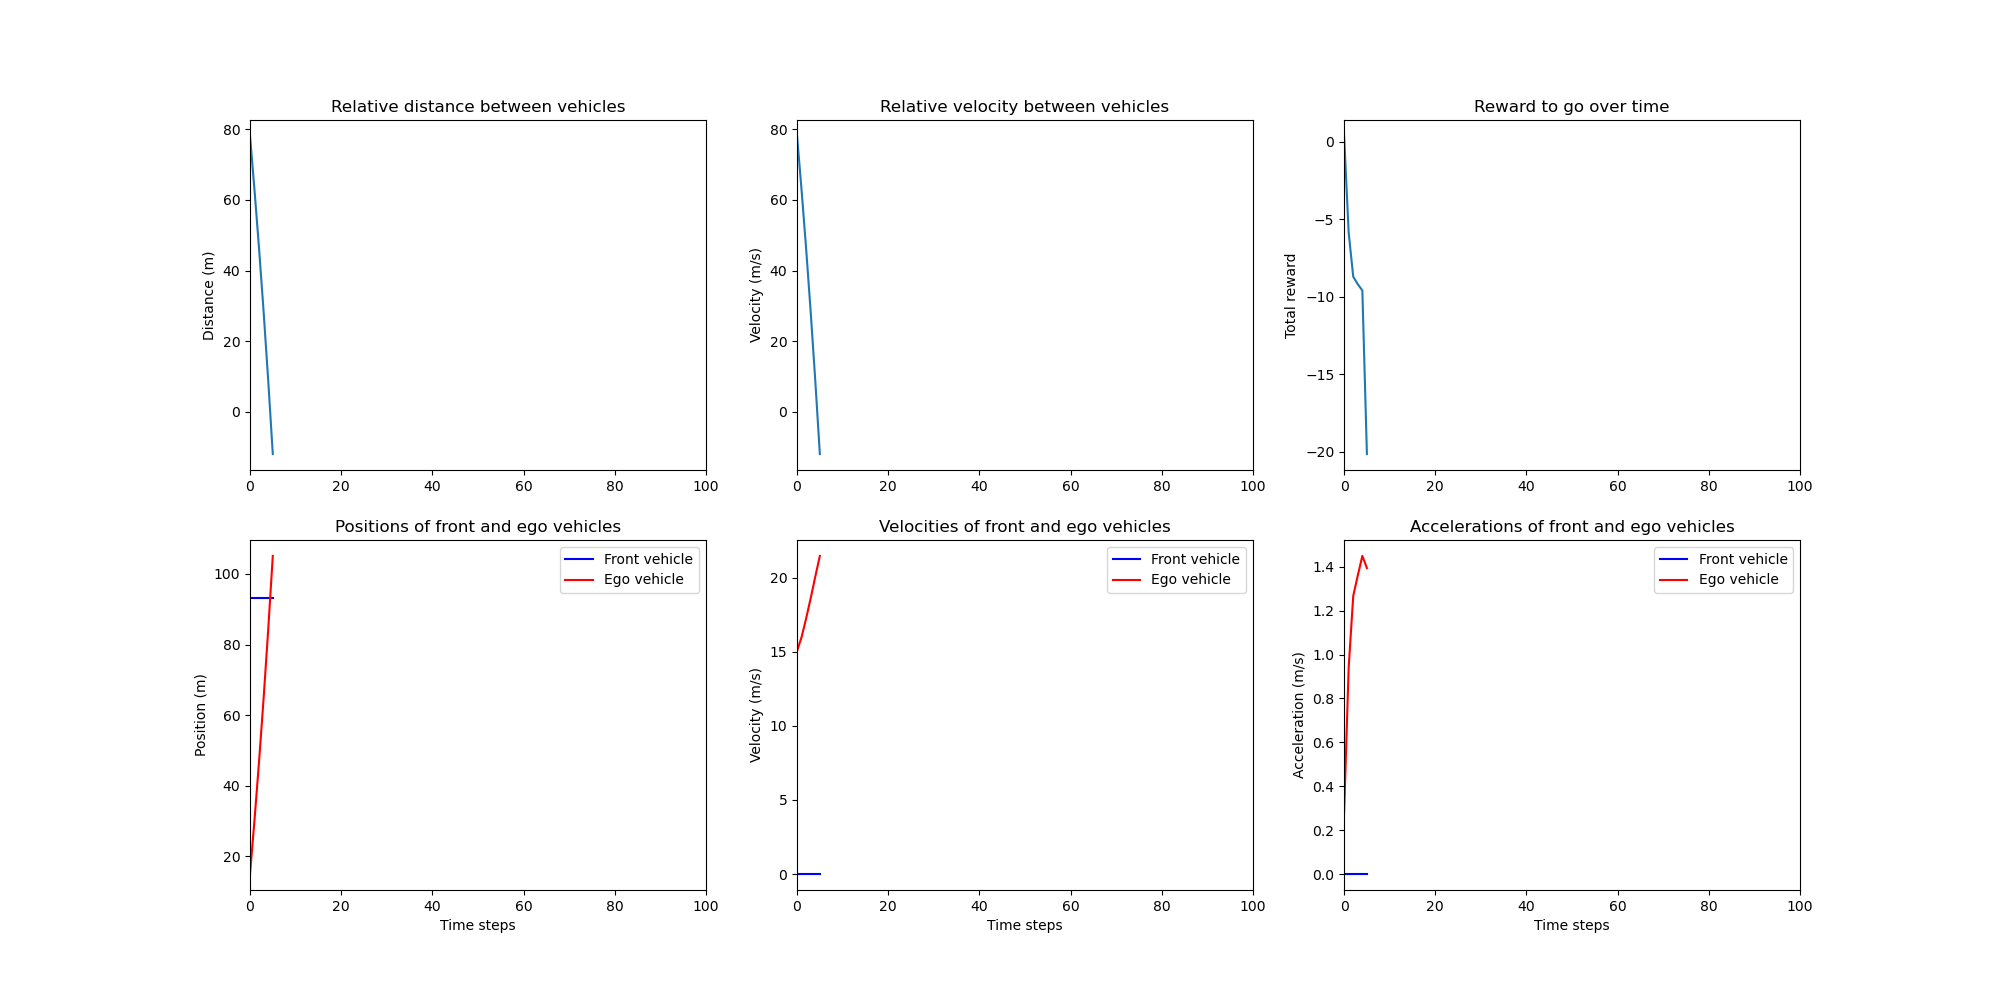 Relative distance between vehicles
Relative velocity between vehicles
Reward to go over time
Distance (m)
80
60
40
20
0
0 20 40 60 80 100
Velocity (m/s)
80
60
40
20
0
0 20 40 60 80 100
Total reward
0
−5
−10
−15
−20
0 20 40 60 80 100
Positions of front and ego vehicles
Velocities of front and ego vehicles
Accelerations of front and ego vehicles
Position (m)
100
80
60
40
20
Front vehicle
Ego vehicle
0 20 40 60 80 100
Time steps
Velocity (m/s)
20
15
10
5
0
Front vehicle
Ego vehicle
0 20 40 60 80 100
Time steps
Acceleration (m/s)
1.4
1.2
1.0
0.8
0.6
0.4
0.2
0.0
Front vehicle
Ego vehicle
0 20 40 60 80 100
Time steps